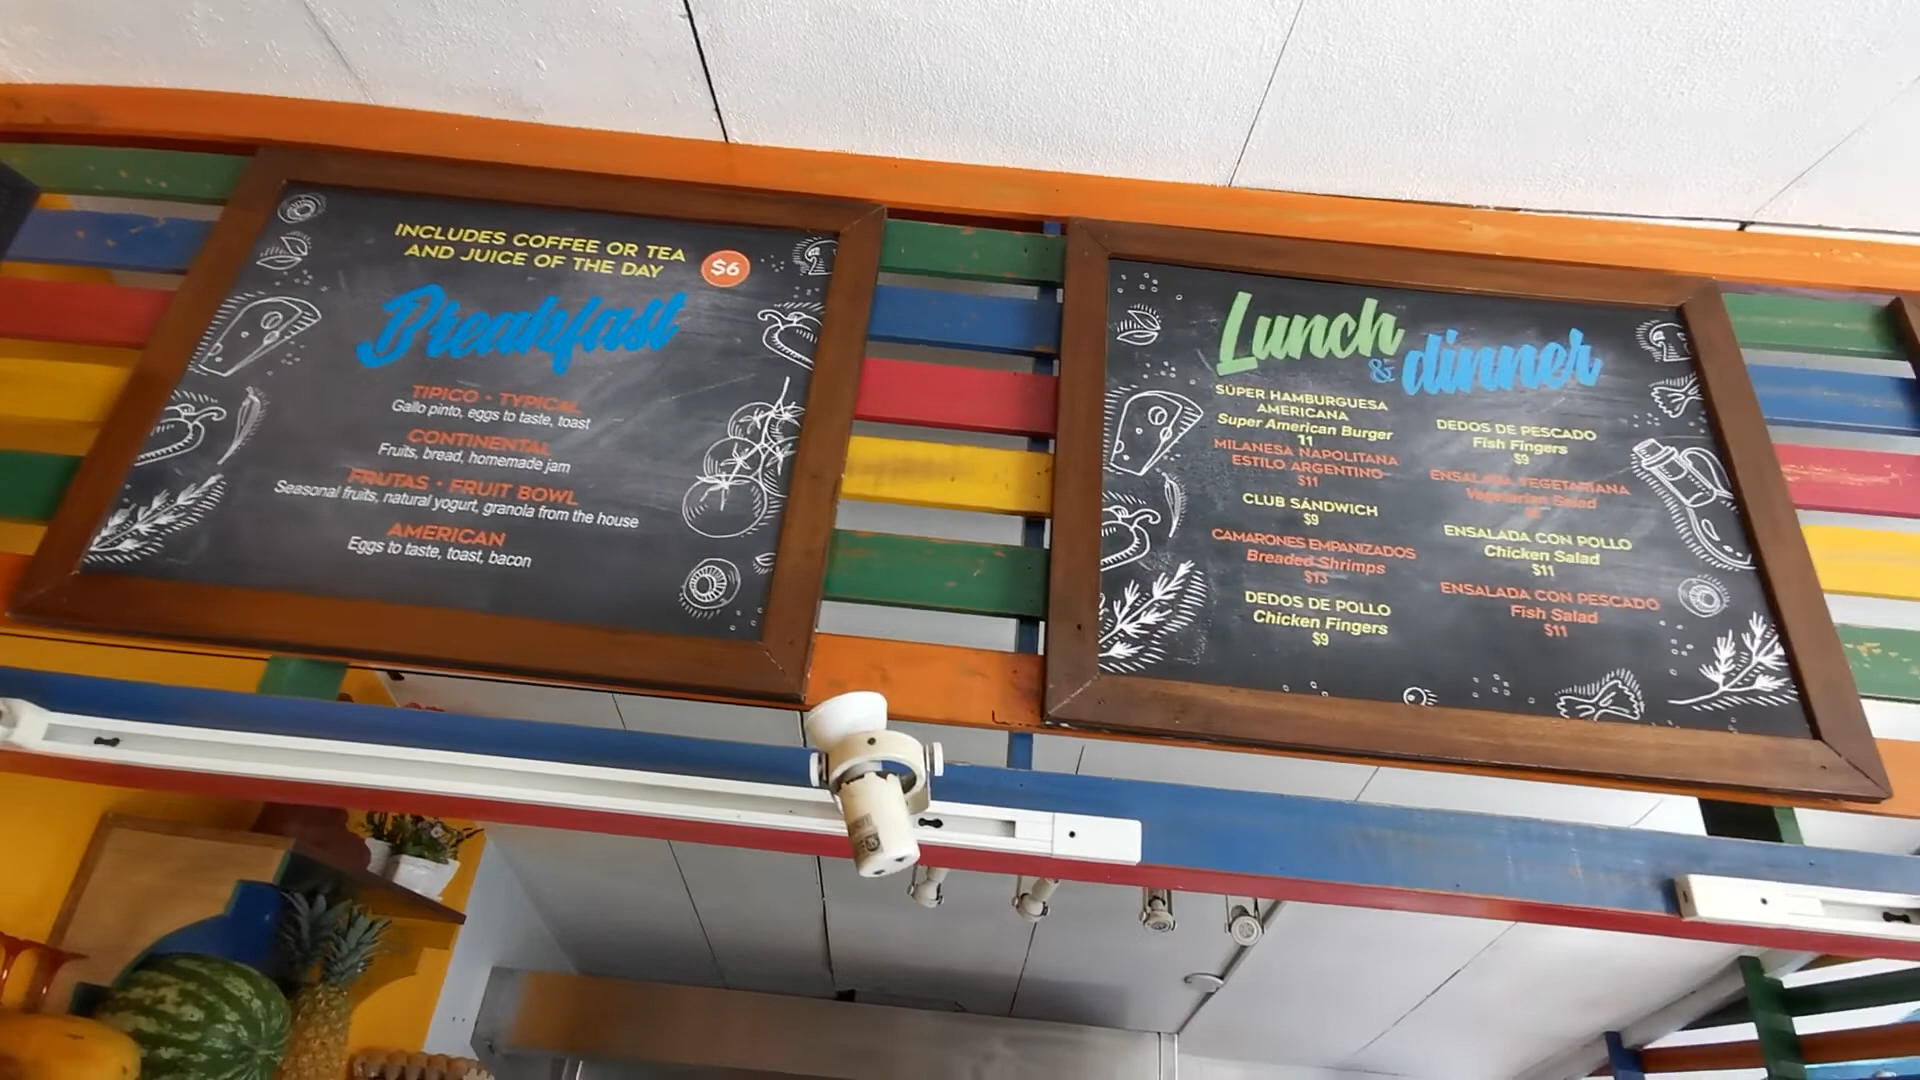 INCLUDES COFFEE OR TEA
AND JUICE OF THE DAY
$6
Breakfast
TIPICO • TYPICAL
Gallo pinto, eggs to taste, toast
CONTINENTAL
Fruits, bread, homemade jam
FRUTAS • FRUIT BOWL
Seasonal fruits, natural yogurt, granola from the house
AMERICAN
Eggs to taste, toast, bacon
Lunch
& dinner
SÚPER HAMBURGUESA
AMERICANA
Super American Burger
11
MILANESA NAPOLITANA
ESTILO ARGENTINO
$11
CLUB SÁNDWICH
$9
CAMARONES EMPANIZADOS
Breaded Shrimps
$13
DEDOS DE POLLO
Chicken Fingers
$9
DEDOS DE PESCADO
Fish Fingers
$9
ENSALADA VEGETARIANA
Vegetarian Salad
ENSALADA CON POLLO
Chicken Salad
$11
ENSALADA CON PESCADO
Fish Salad
$11